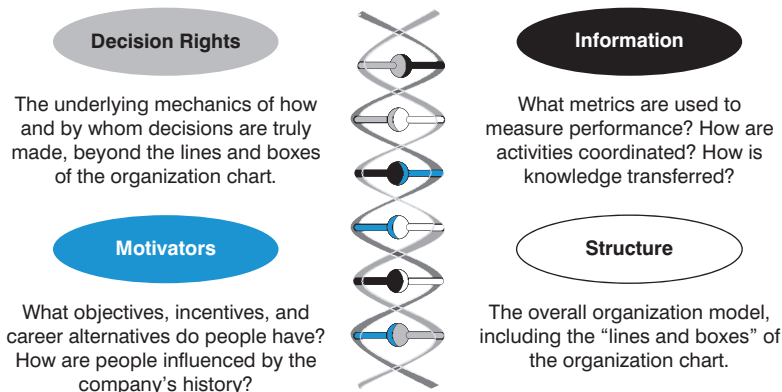 Decision Rights
The underlying mechanics of how
and by whom decisions are truly
made, beyond the lines and boxes
of the organization chart.
Information
What metrics are used to
measure performance? How are
activities coordinated? How is
knowledge transferred?
Motivators
What objectives, incentives, and
career alternatives do people have?
How are people influenced by the
company’s history?
Structure
The overall organization model,
including the “lines and boxes” of
the organization chart.